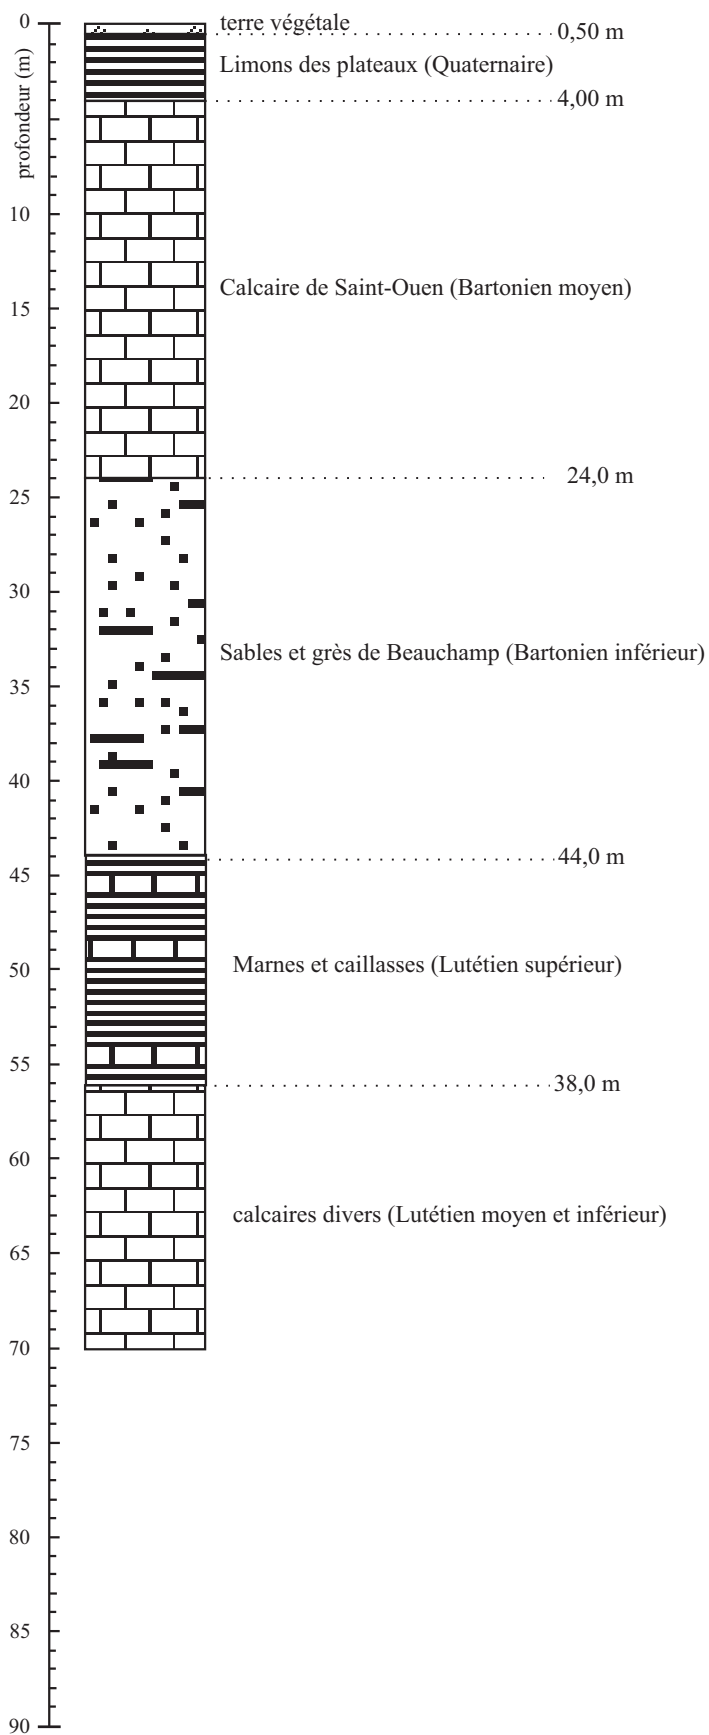 0
terre végétale
0,50 m
Limons des plateaux (Quaternaire)
profondeur (m)
4,00 m
10
Calcaire de Saint-Ouen (Bartonien moyen)
15
20
24,0 m
25
30
Sables et grès de Beauchamp (Bartonien inférieur)
35
40
44,0 m
45
Marnes et caillasses (Lutétien supérieur)
50
55
38,0 m
60
calcaires divers (Lutétien moyen et inférieur)
65
70
75
80
85
90